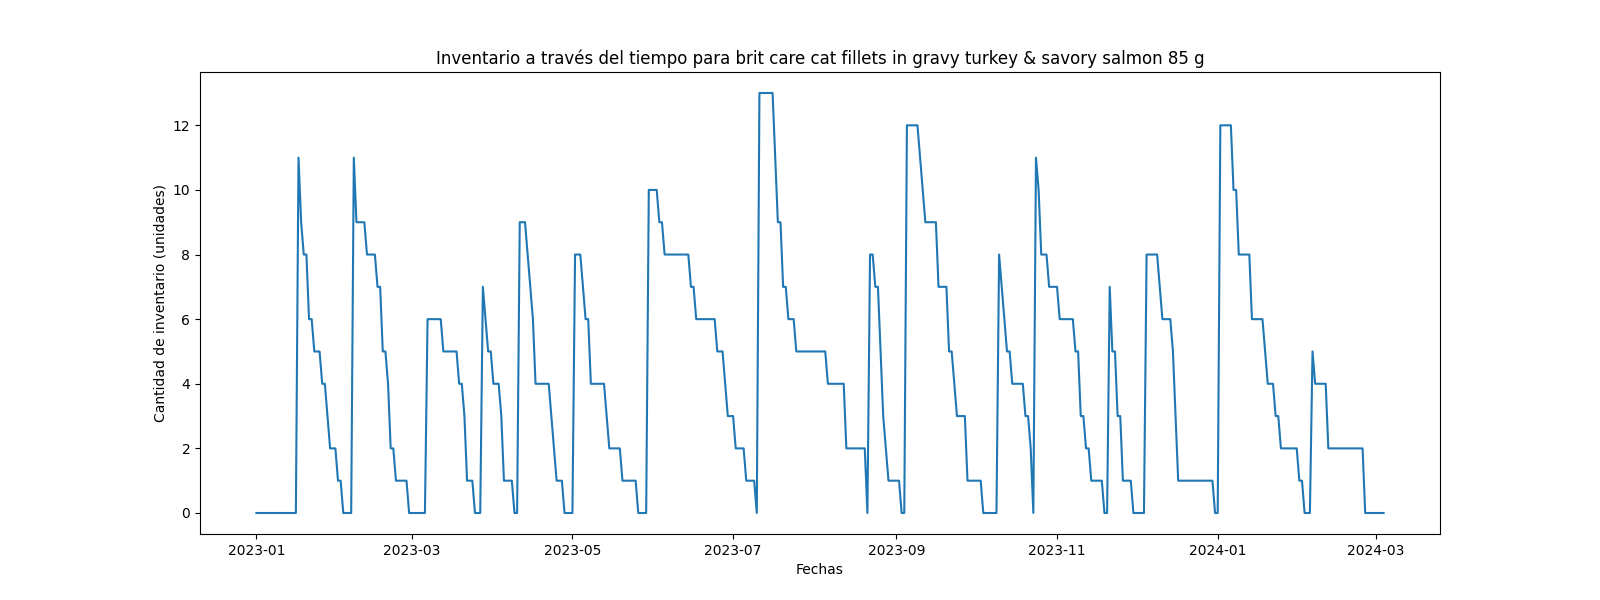 Inventario a través del tiempo para brit care cat fillets in gravy turkey & savory salmon 85 g
Cantidad de inventario (unidades)
12
10
8
6
4
2
0
2023-01 2023-03 2023-05 2023-07 2023-09 2023-11 2024-01 2024-03
Fechas